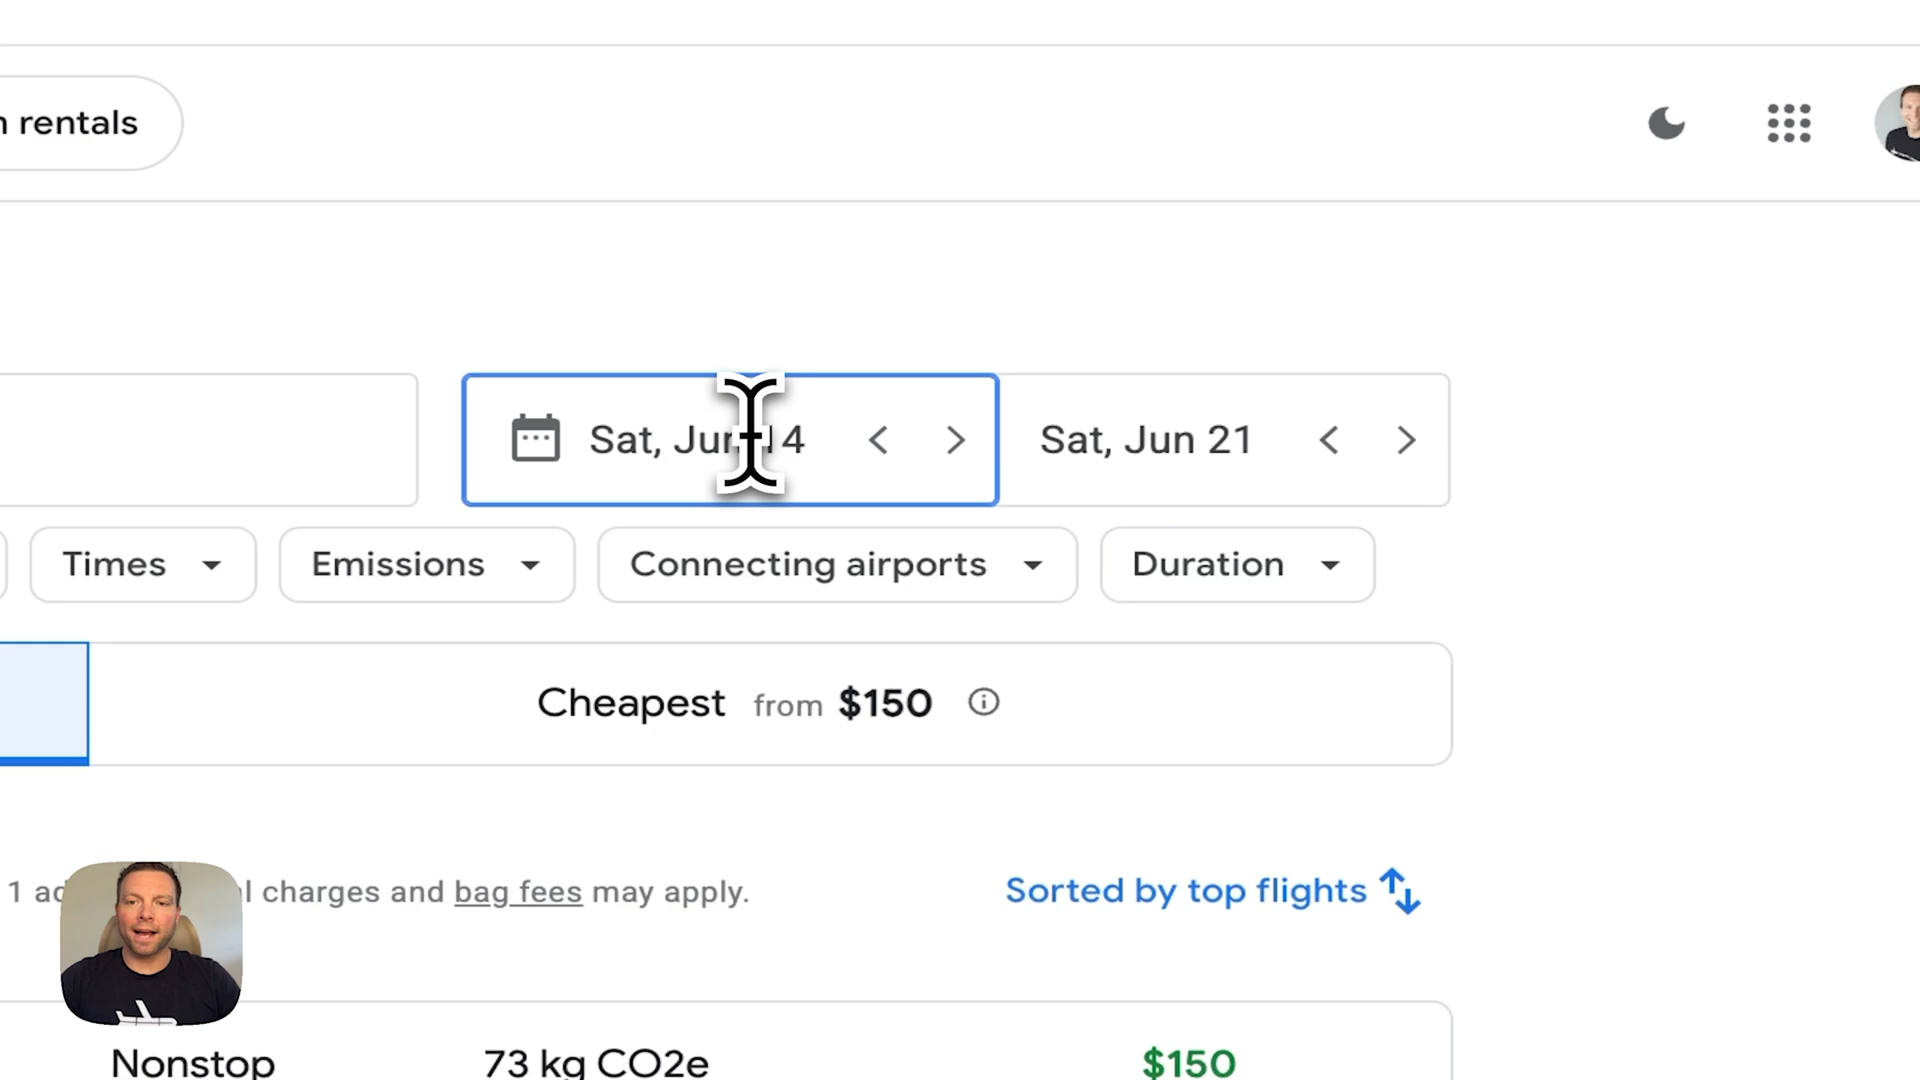 rentals
Sat, Jun 14
Sat, Jun 21
Times
Emissions
Connecting airports
Duration
Cheapest from $150
1 charges and bag fees may apply.
Sorted by top flights
Nonstop
73 kg CO2e
$150